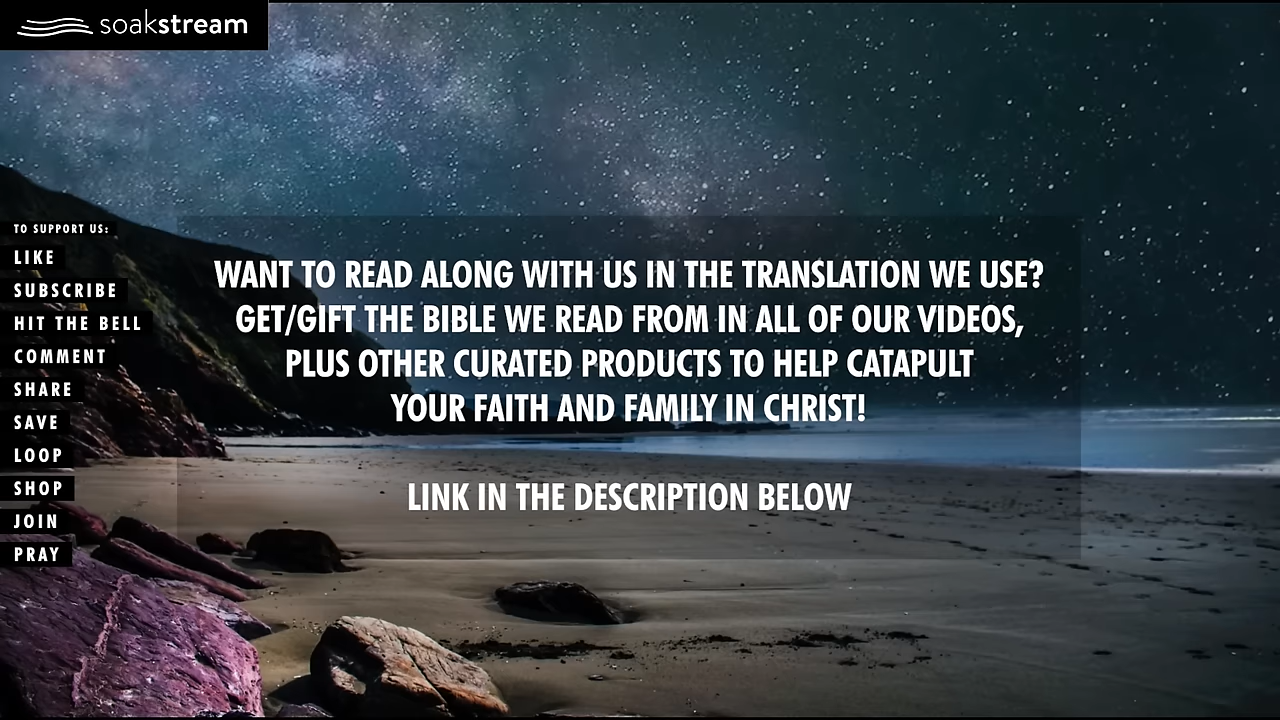 soakstream
TO SUPPORT US:
LIKE
SUBSCRIBE
HIT THE BELL
COMMENT
SHARE
SAVE
LOOP
SHOP
JOIN
PRAY
WANT TO READ ALONG WITH US IN THE TRANSLATION WE USE?
GET/GIFT THE BIBLE WE READ FROM IN ALL OF OUR VIDEOS,
PLUS OTHER CURATED PRODUCTS TO HELP CATAPULT
YOUR FAITH AND FAMILY IN CHRIST!
LINK IN THE DESCRIPTION BELOW